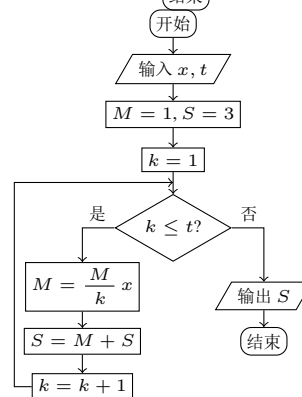 结束
开始
输入 x, t
M = 1, S = 3
k = 1
是
k ≤ t?
否
M = M/k x
输出 S
S = M + S
结束
k = k + 1